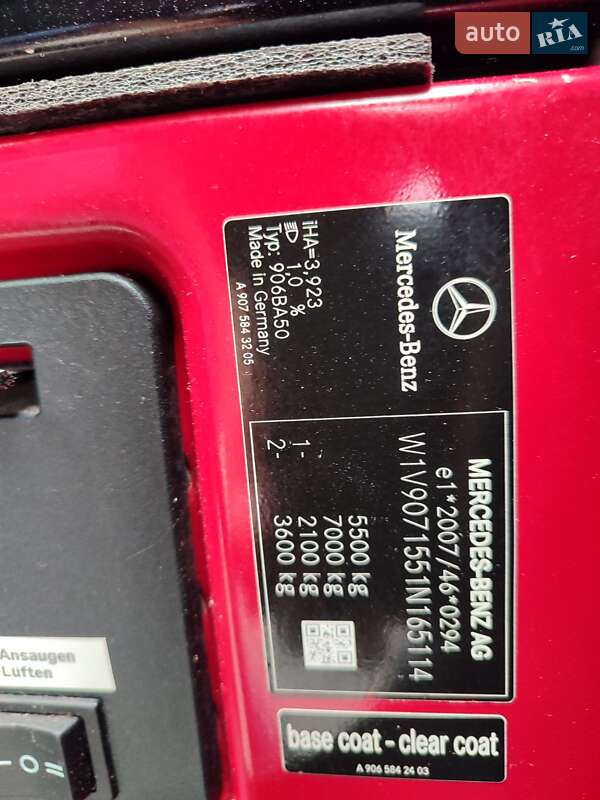 auto
RIA
.com
Mercedes-Benz
iHA=3,923
1,0 %
Typ: 906BA50
Made in Germany
A 907 584 32 05
MERCEDES-BENZ AG
e1*2007/46*0294
W1V9071551N165114
5500 kg
7000 kg
1- 2100 kg
2- 3600 kg
base coat - clear coat
A 906 584 24 03
Ansaugen
Lüften